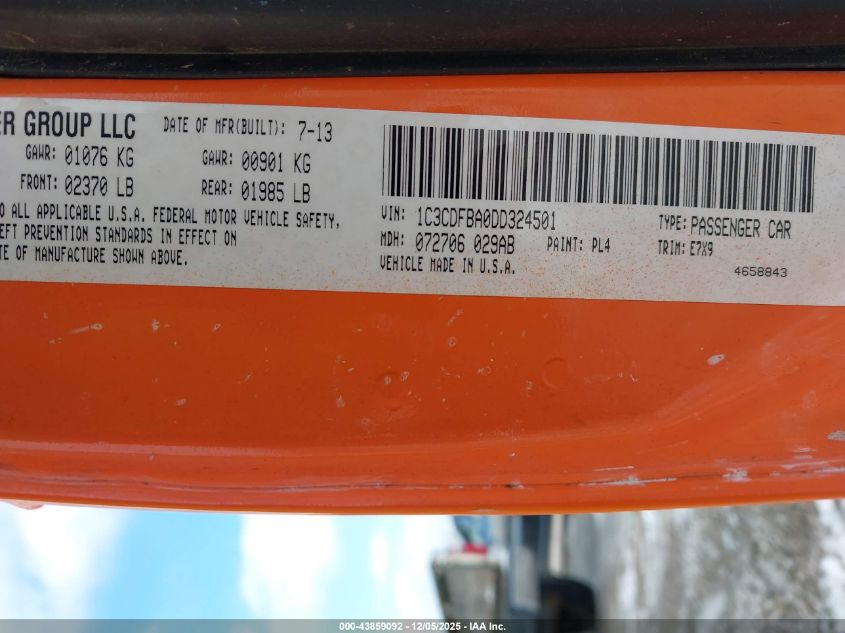 ER GROUP LLC DATE OF MFR(BUILT): 7-13
GAWR: 01076 KG GAWR: 00901 KG
FRONT: 02370 LB REAR: 01985 LB
O ALL APPLICABLE U.S.A. FEDERAL MOTOR VEHICLE SAFETY,
EFT PREVENTION STANDARDS IN EFFECT ON
TE OF MANUFACTURE SHOWN ABOVE.
VIN: 1C3CDFBA0DD324501 TYPE: PASSENGER CAR
MDH: 072706 029AB PAINT: PL4 TRIM: E7X9
VEHICLE MADE IN U.S.A.
4658843
000-43859092 - 12/05/2025 - IAA Inc.